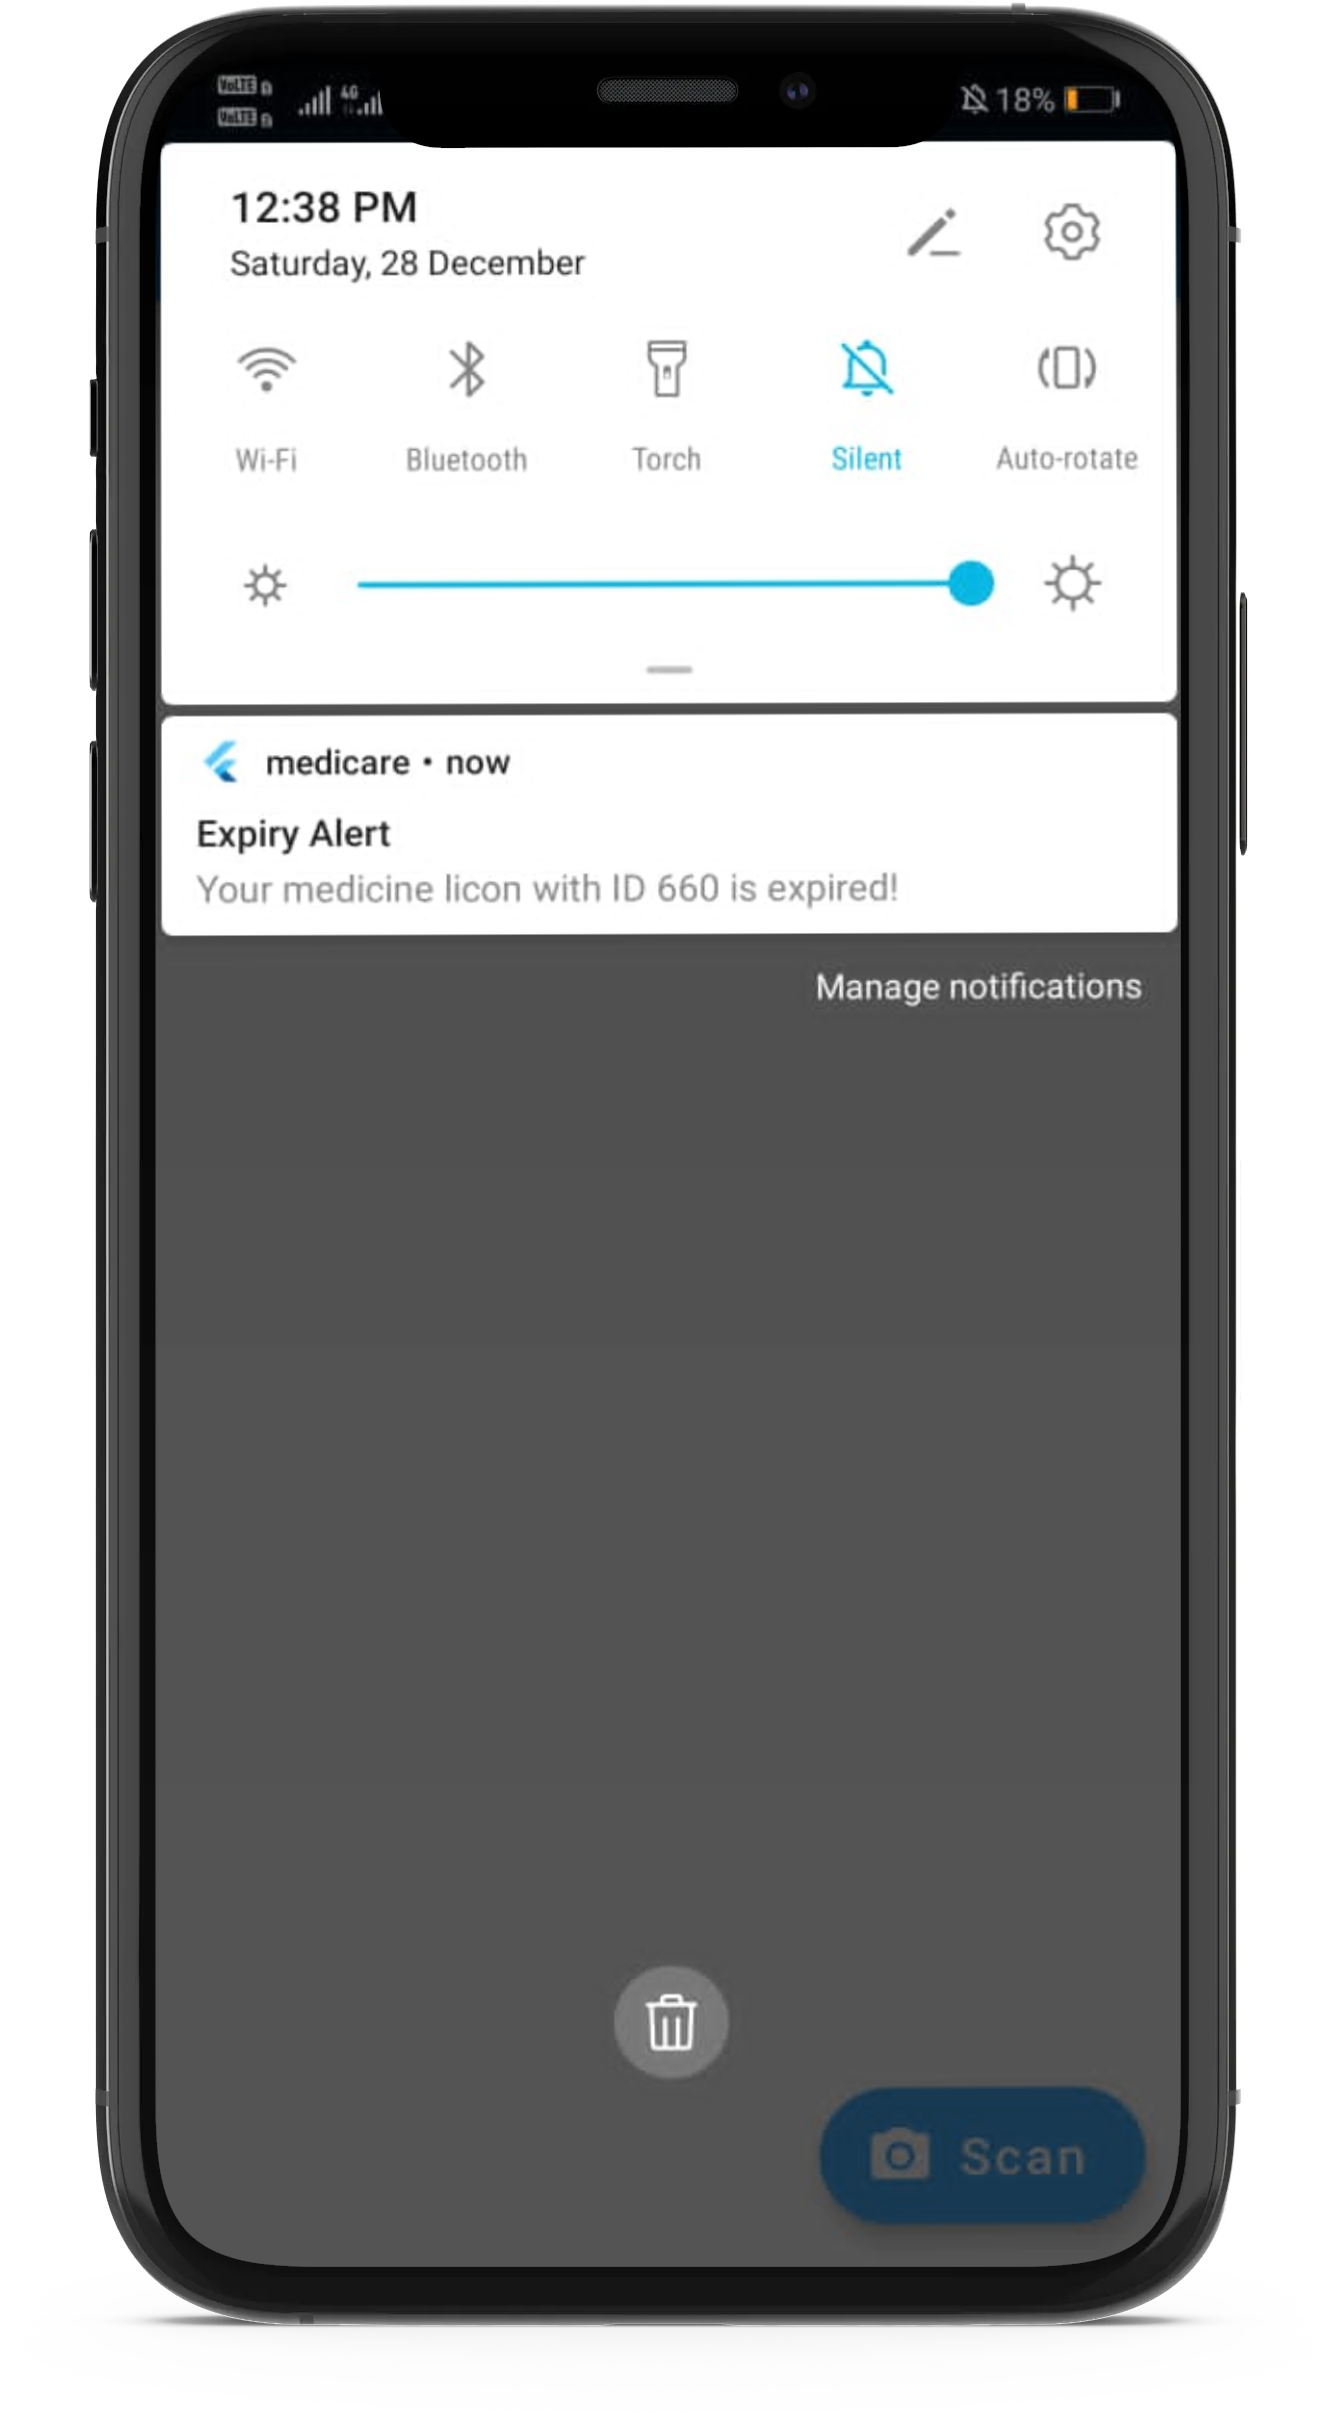 VoLTE
VoLTE
4G
18%
12:38 PM
Saturday, 28 December
Wi-Fi Bluetooth Torch Silent Auto-rotate
medicare • now
Expiry Alert
Your medicine licon with ID 660 is expired!
Manage notifications
Scan